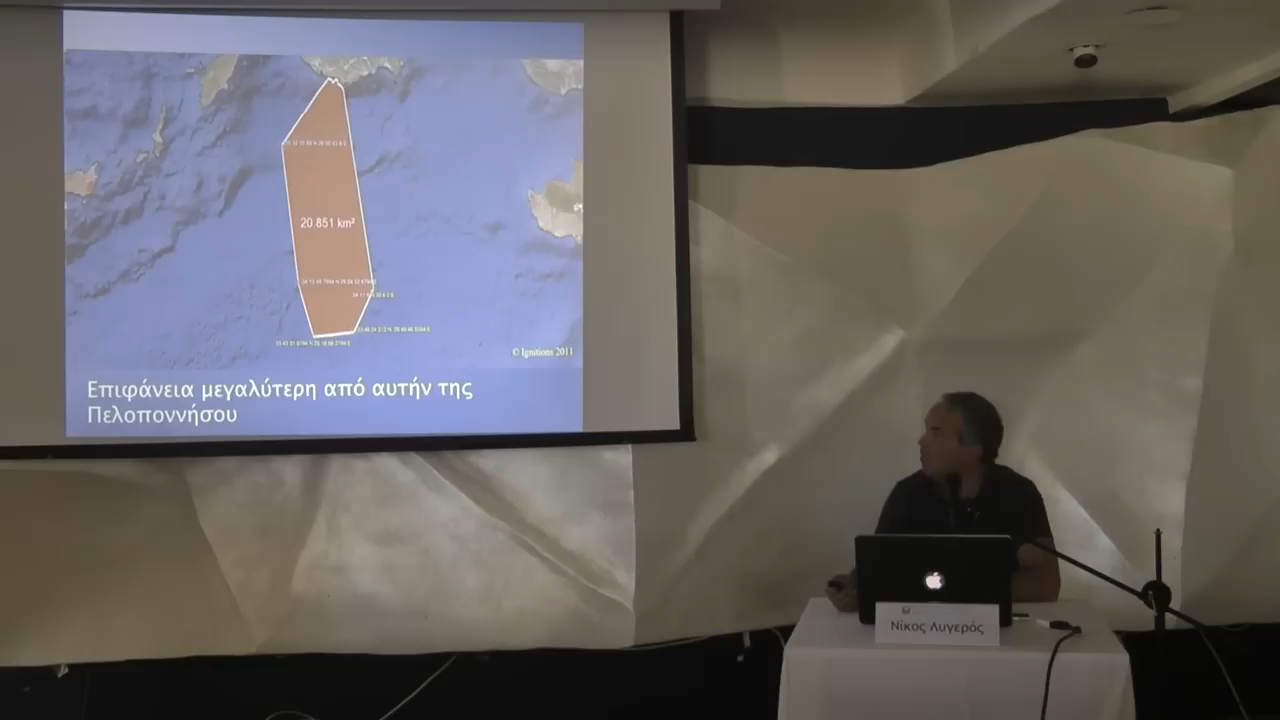 20 851 km²
© Ignitions 2011
Επιφάνεια μεγαλύτερη από αυτήν της
Πελοποννήσου
Νίκος Λυγερός